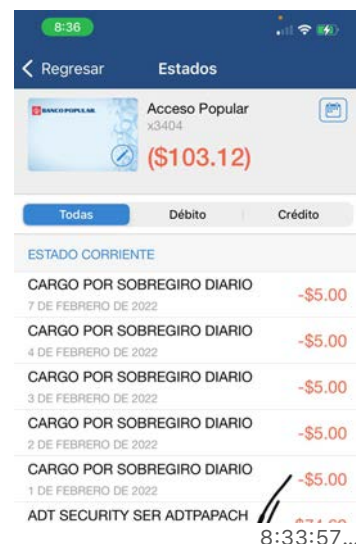 8:36
Regresar Estados
BANCO POPULAR
Acceso Popular
x3404
($103.12)
Todas Débito Crédito
ESTADO CORRIENTE
CARGO POR SOBREGIRO DIARIO
-$5.00
7 DE FEBRERO DE 2022
CARGO POR SOBREGIRO DIARIO
-$5.00
4 DE FEBRERO DE 2022
CARGO POR SOBREGIRO DIARIO
-$5.00
3 DE FEBRERO DE 2022
CARGO POR SOBREGIRO DIARIO
-$5.00
2 DE FEBRERO DE 2022
CARGO POR SOBREGIRO DIARIO
-$5.00
1 DE FEBRERO DE 2022
ADT SECURITY SER ADTPAPACH
8:33:57...